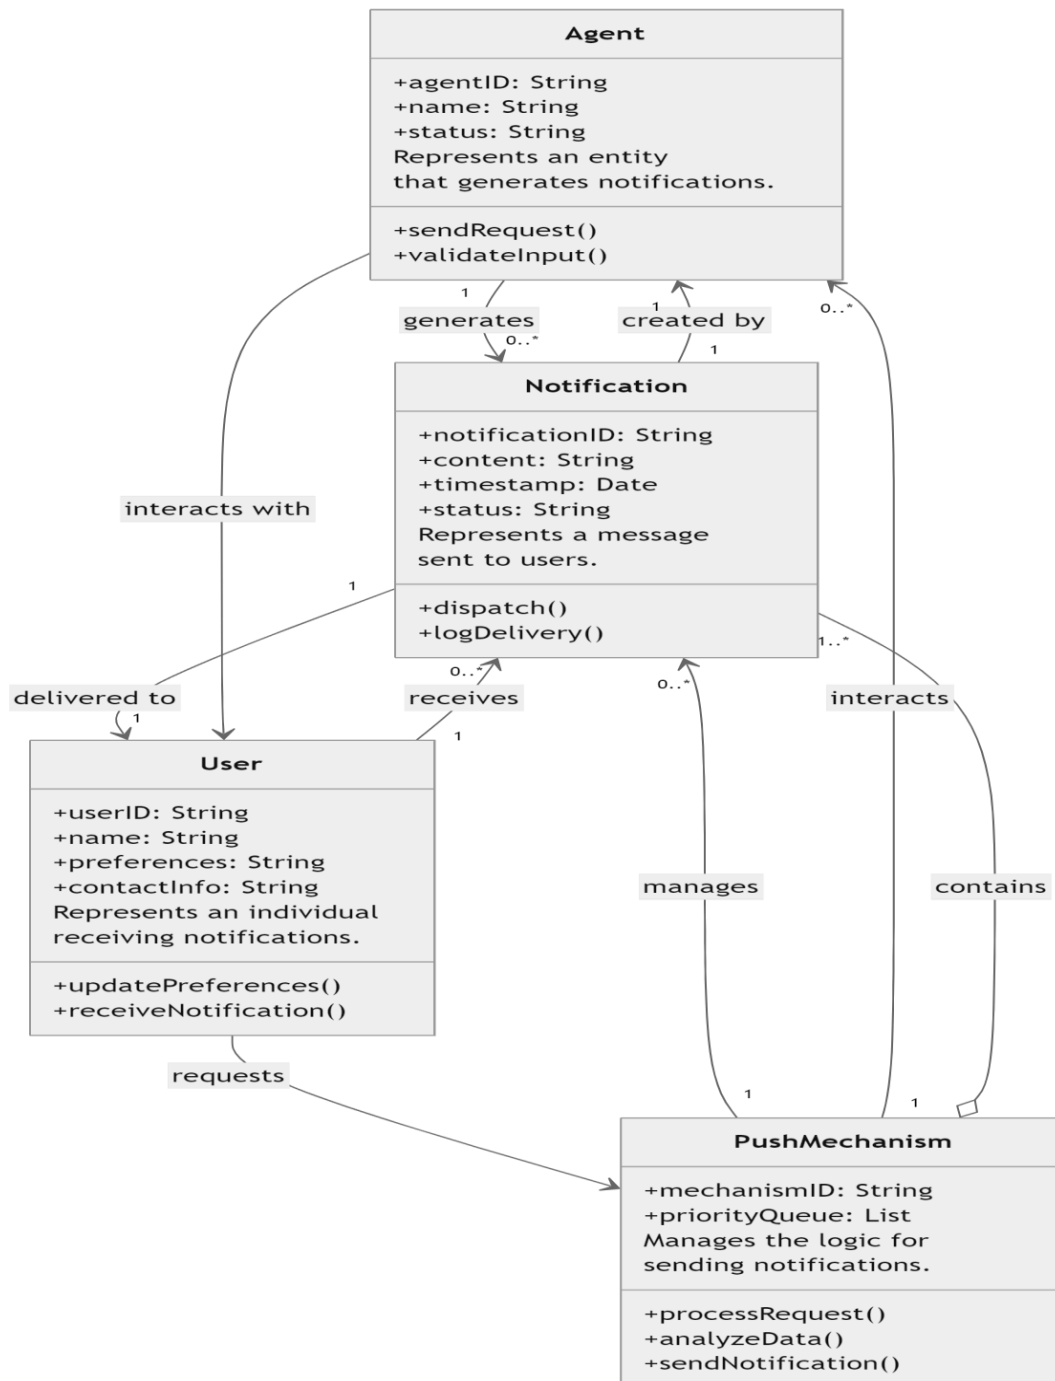 Agent
+agentID: String
+name: String
+status: String
Represents an entity
that generates notifications.
+sendRequest()
+validateInput()
1
generates
0..*
1
created by
1
0..*
Notification
+notificationID: String
+content: String
+timestamp: Date
+status: String
Represents a message
sent to users.
+dispatch()
+logDelivery()
interacts with
1
delivered to
1
0..*
receives
1
0..*
1..*
interacts
User
+userID: String
+name: String
+preferences: String
+contactInfo: String
Represents an individual
receiving notifications.
+updatePreferences()
+receiveNotification()
manages
contains
requests
1
1
PushMechanism
+mechanismID: String
+priorityQueue: List
Manages the logic for
sending notifications.
+processRequest()
+analyzeData()
+sendNotification()